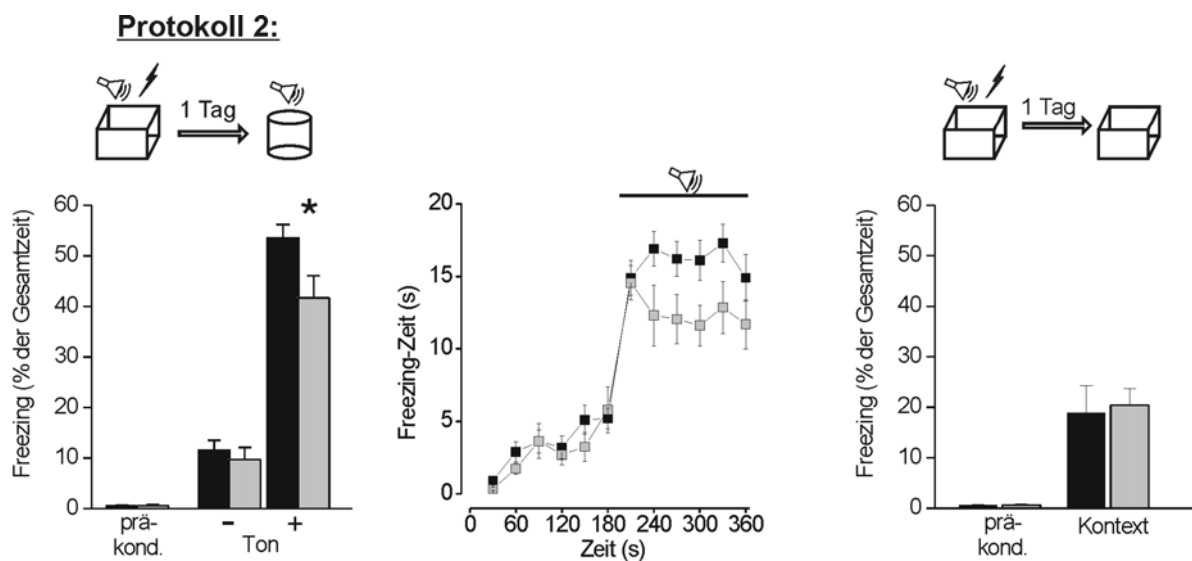 Protokoll 2:
1 Tag
Freezing (% der Gesamtzeit)
60
50
40
30
20
10
0
*
prä-
kond.
- +
Ton
Freezing-Zeit (s)
20
15
10
5
0
0 60 120 180 240 300 360
Zeit (s)
1 Tag
Freezing (% der Gesamtzeit)
60
50
40
30
20
10
0
prä-
kond.
Kontext